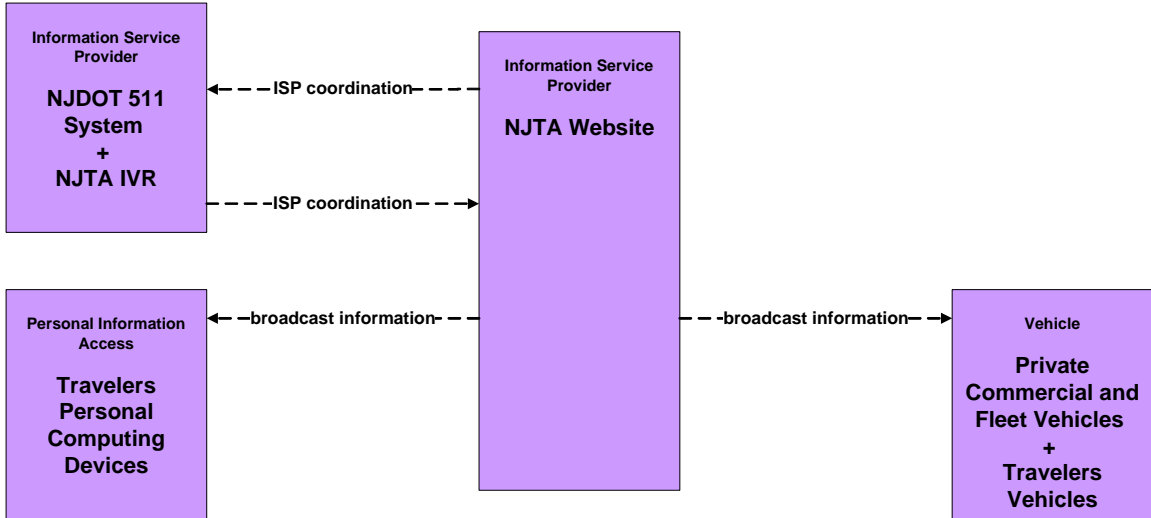 Information Service
Provider
NJDOT 511
System
+
NJTA IVR
ISP coordination
ISP coordination
Information Service
Provider
NJTA Website
Personal Information
Access
Travelers
Personal
Computing
Devices
broadcast information
broadcast information
Vehicle
Private
Commercial and
Fleet Vehicles
+
Travelers
Vehicles